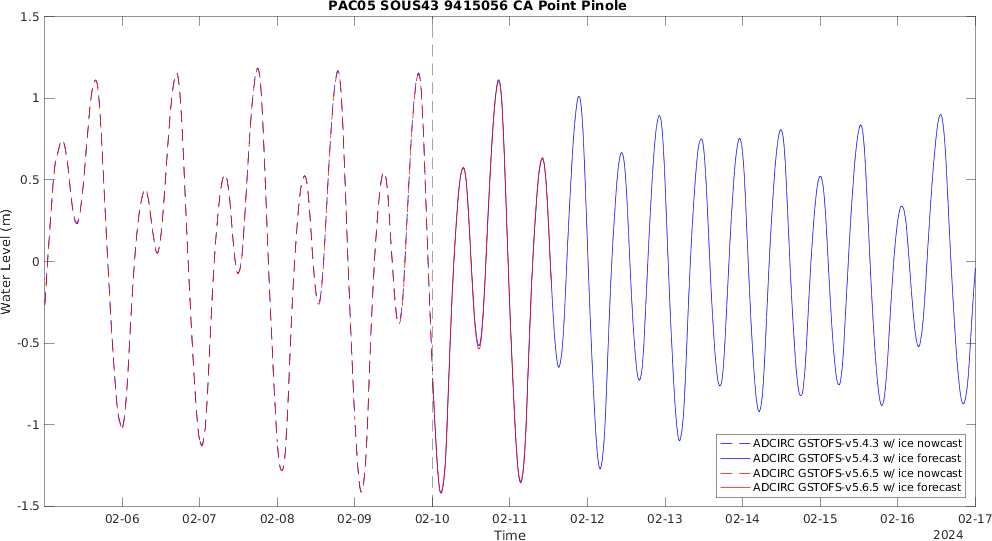 PAC05 SOUS43 9415056 CA Point Pinole
1.5
1
0.5
0
-0.5
-1
-1.5
Water Level (m)
02-06 02-07 02-08 02-09 02-10 02-11 02-12 02-13 02-14 02-15 02-16 02-17
Time
2024
ADCIRC GSTOFS-v5.4.3 w/ ice nowcast
ADCIRC GSTOFS-v5.4.3 w/ ice forecast
ADCIRC GSTOFS-v5.6.5 w/ ice nowcast
ADCIRC GSTOFS-v5.6.5 w/ ice forecast